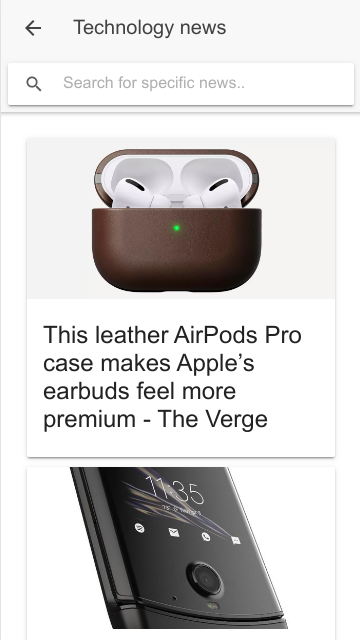 Technology news
Search for specific news..
This leather AirPods Pro
case makes Apple's
earbuds feel more
premium - The Verge
11:35